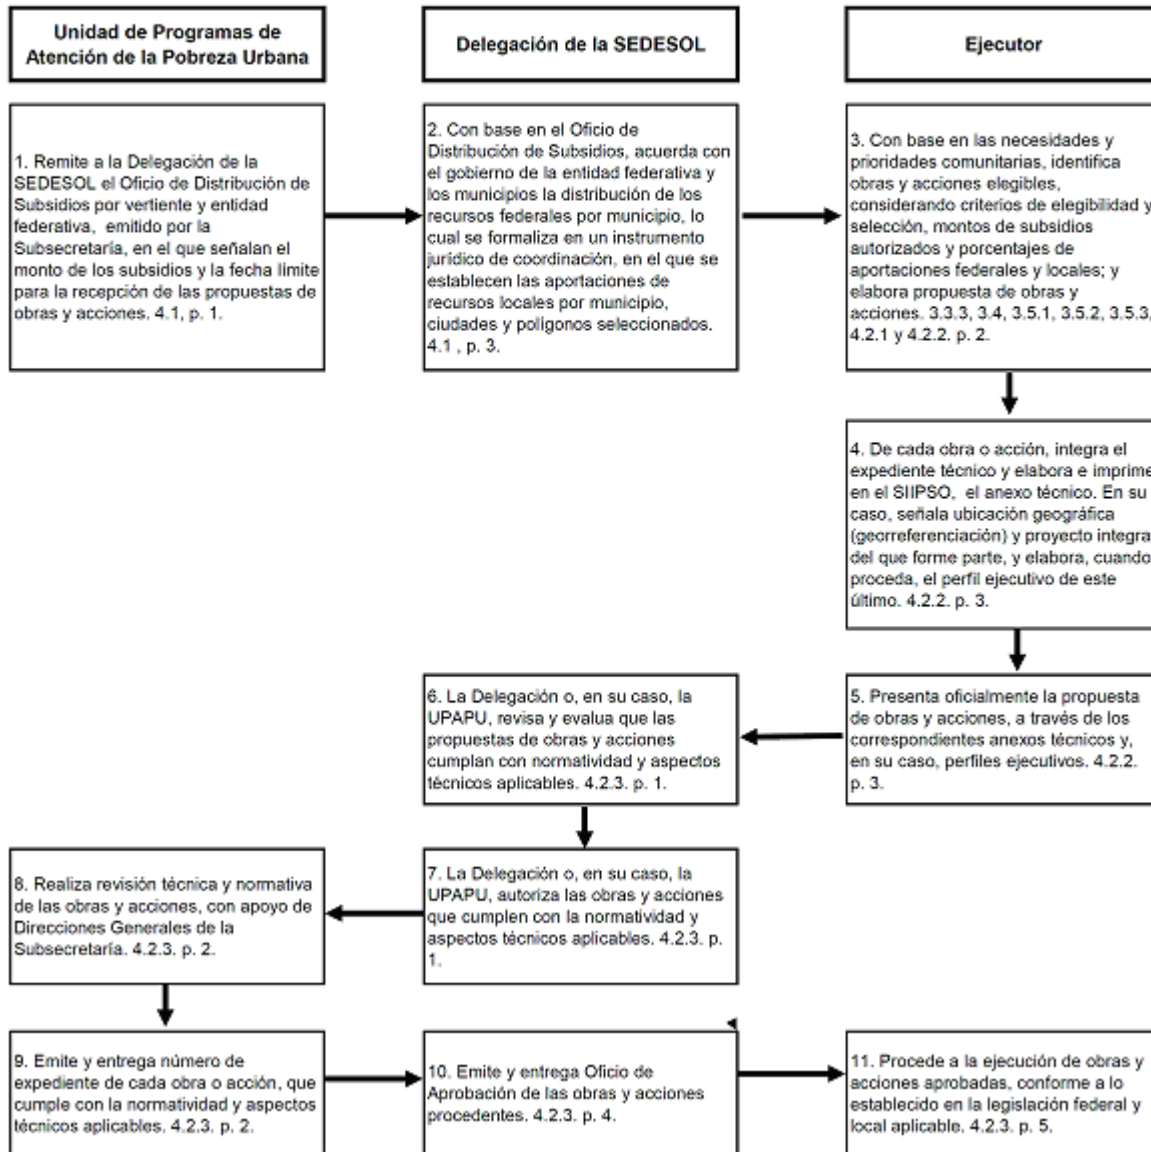 Unidad de Programas de
Atención de la Pobreza Urbana
Delegación de la SEDESOL
Ejecutor
1. Remite a la Delegación de la
SEDESOL el Oficio de Distribución de
Subsidios por vertiente y entidad
federativa, emitido por la
Subsecretaría, en el que señalan el
monto de los subsidios y la fecha límite
para la recepción de las propuestas de
obras y acciones. 4.1, p. 1.
2. Con base en el Oficio de
Distribución de Subsidios, acuerda con
el gobierno de la entidad federativa y
los municipios la distribución de los
recursos federales por municipio, lo
cual se formaliza en un instrumento
jurídico de coordinación, en el que se
establecen las aportaciones de
recursos locales por municipio,
ciudades y polígonos seleccionados.
4.1 , p. 3.
3. Con base en las necesidades y
prioridades comunitarias, identifica
obras y acciones elegibles,
considerando criterios de elegibilidad y
selección, montos de subsidios
autorizados y porcentajes de
aportaciones federales y locales; y
elabora propuesta de obras y
acciones. 3.3.3, 3.4, 3.5.1, 3.5.2, 3.5.3,
4.2.1 y 4.2.2. p. 2.
4. De cada obra o acción, integra el
expediente técnico y elabora e imprime
en el SIIPSO, el anexo técnico. En su
caso, señala ubicación geográfica
(georreferenciación) y proyecto integra
del que forme parte, y elabora, cuando
proceda, el perfil ejecutivo de este
último. 4.2.2. p. 3.
5. Presenta oficialmente la propuesta
de obras y acciones, a través de los
correspondientes anexos técnicos y,
en su caso, perfiles ejecutivos. 4.2.2.
p. 3.
6. La Delegación o, en su caso, la
UPAPU, revisa y evalua que las
propuestas de obras y acciones
cumplan con normatividad y aspectos
técnicos aplicables. 4.2.3. p. 1.
7. La Delegación o, en su caso, la
UPAPU, autoriza las obras y acciones
que cumplen con la normatividad y
aspectos técnicos aplicables. 4.2.3. p.
1.
8. Realiza revisión técnica y normativa
de las obras y acciones, con apoyo de
Direcciones Generales de la
Subsecretaría. 4.2.3. p. 2.
9. Emite y entrega número de
expediente de cada obra o acción, que
cumple con la normatividad y aspectos
técnicos aplicables. 4.2.3. p. 2.
10. Emite y entrega Oficio de
Aprobación de las obras y acciones
procedentes. 4.2.3. p. 4.
11. Procede a la ejecución de obras y
acciones aprobadas, conforme a lo
establecido en la legislación federal y
local aplicable. 4.2.3. p. 5.